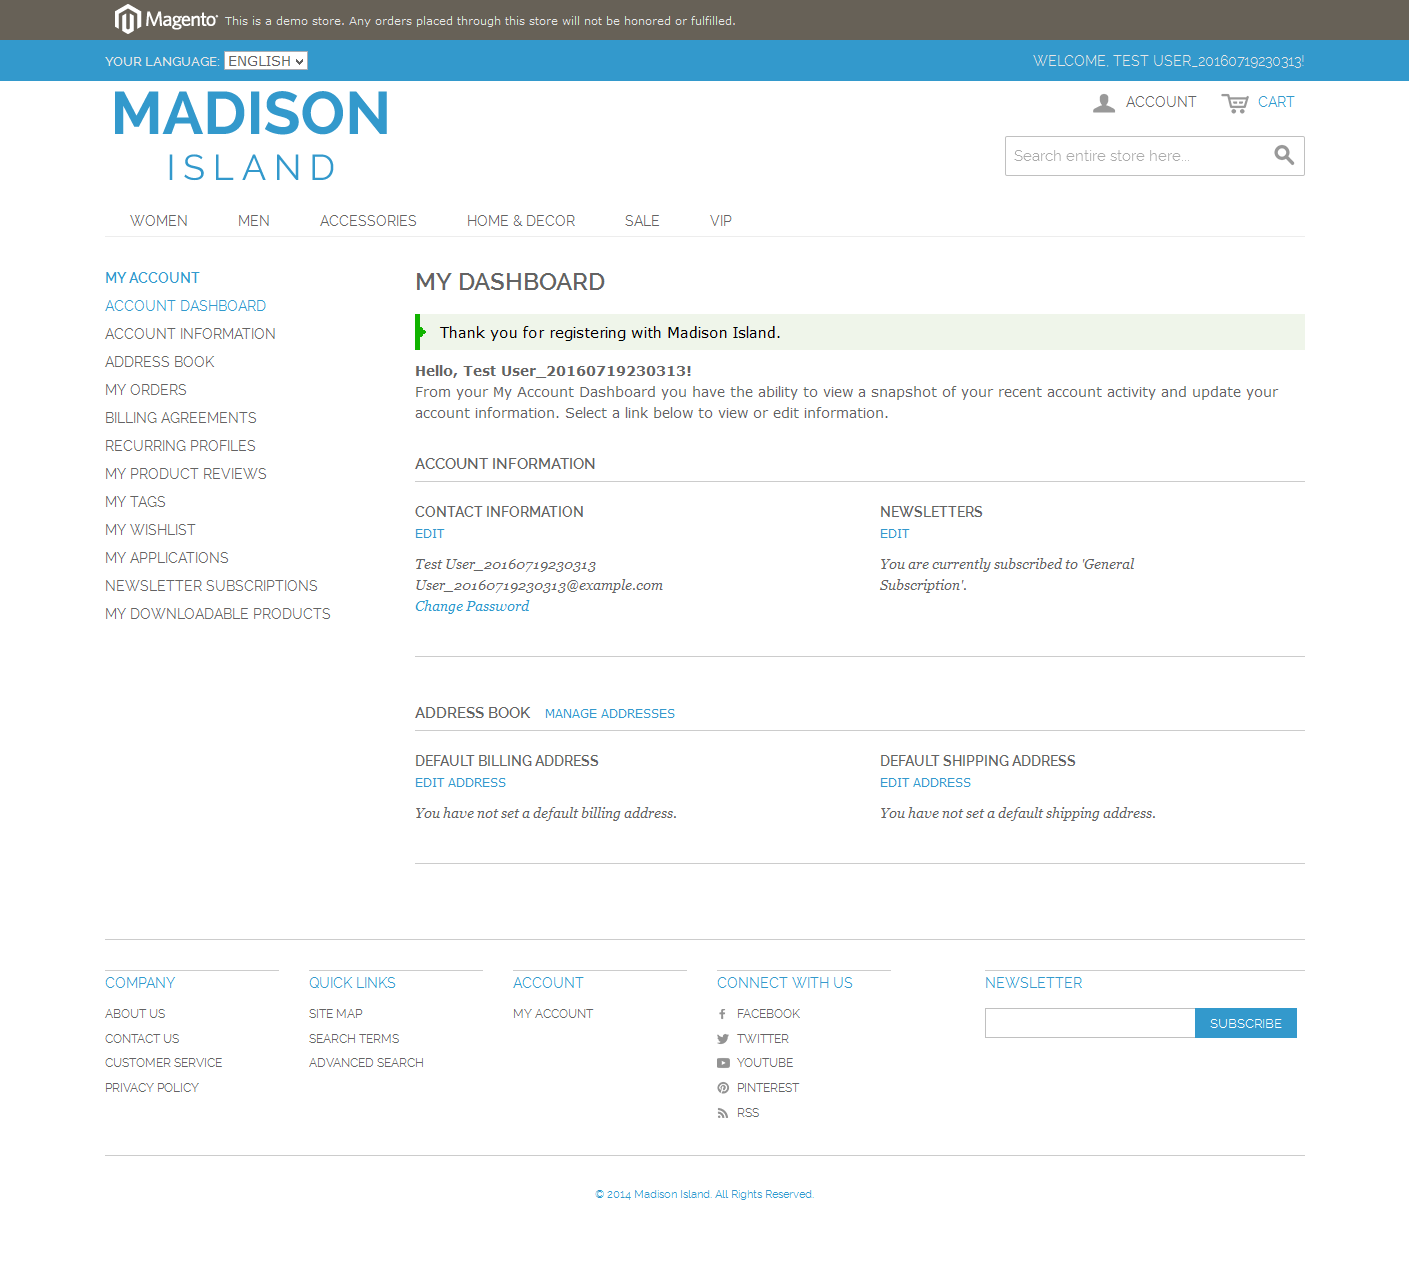 Magento This is a demo store. Any orders placed through this store will not be honored or fulfilled.
YOUR LANGUAGE: ENGLISH
WELCOME, TEST USER_20160719230313!
MADISON
ISLAND
ACCOUNT CART
Search entire store here...
WOMEN MEN ACCESSORIES HOME & DECOR SALE VIP
MY ACCOUNT
ACCOUNT DASHBOARD
ACCOUNT INFORMATION
ADDRESS BOOK
MY ORDERS
BILLING AGREEMENTS
RECURRING PROFILES
MY PRODUCT REVIEWS
MY TAGS
MY WISHLIST
MY APPLICATIONS
NEWSLETTER SUBSCRIPTIONS
MY DOWNLOADABLE PRODUCTS
MY DASHBOARD
Thank you for registering with Madison Island.
Hello, Test User_20160719230313!
From your My Account Dashboard you have the ability to view a snapshot of your recent account activity and update your
account information. Select a link below to view or edit information.
ACCOUNT INFORMATION
CONTACT INFORMATION
EDIT
Test User_20160719230313
User_20160719230313@example.com
Change Password
NEWSLETTERS
EDIT
You are currently subscribed to 'General
Subscription'.
ADDRESS BOOK MANAGE ADDRESSES
DEFAULT BILLING ADDRESS
EDIT ADDRESS
You have not set a default billing address.
DEFAULT SHIPPING ADDRESS
EDIT ADDRESS
You have not set a default shipping address.
COMPANY
ABOUT US
CONTACT US
CUSTOMER SERVICE
PRIVACY POLICY
QUICK LINKS
SITE MAP
SEARCH TERMS
ADVANCED SEARCH
ACCOUNT
MY ACCOUNT
CONNECT WITH US
FACEBOOK
TWITTER
YOUTUBE
PINTEREST
RSS
NEWSLETTER
SUBSCRIBE
© 2014 Madison Island. All Rights Reserved.